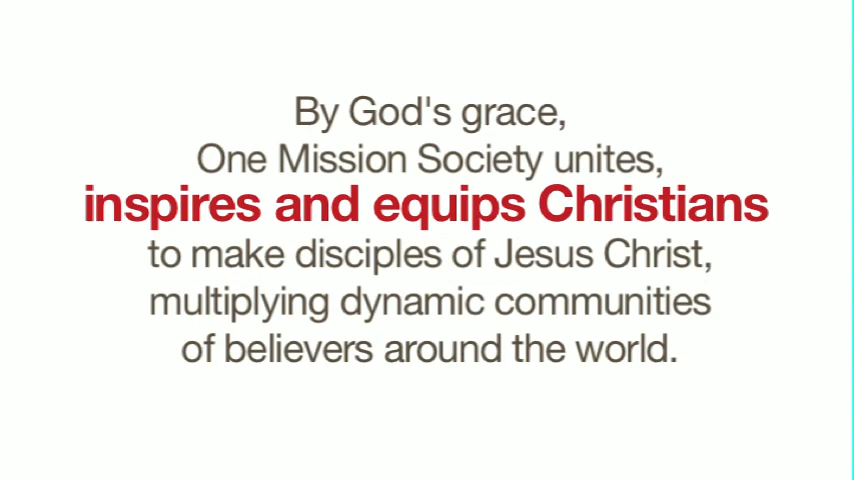 By God's grace,
One Mission Society unites,
inspires and equips Christians
to make disciples of Jesus Christ,
multiplying dynamic communities
of believers around the world.